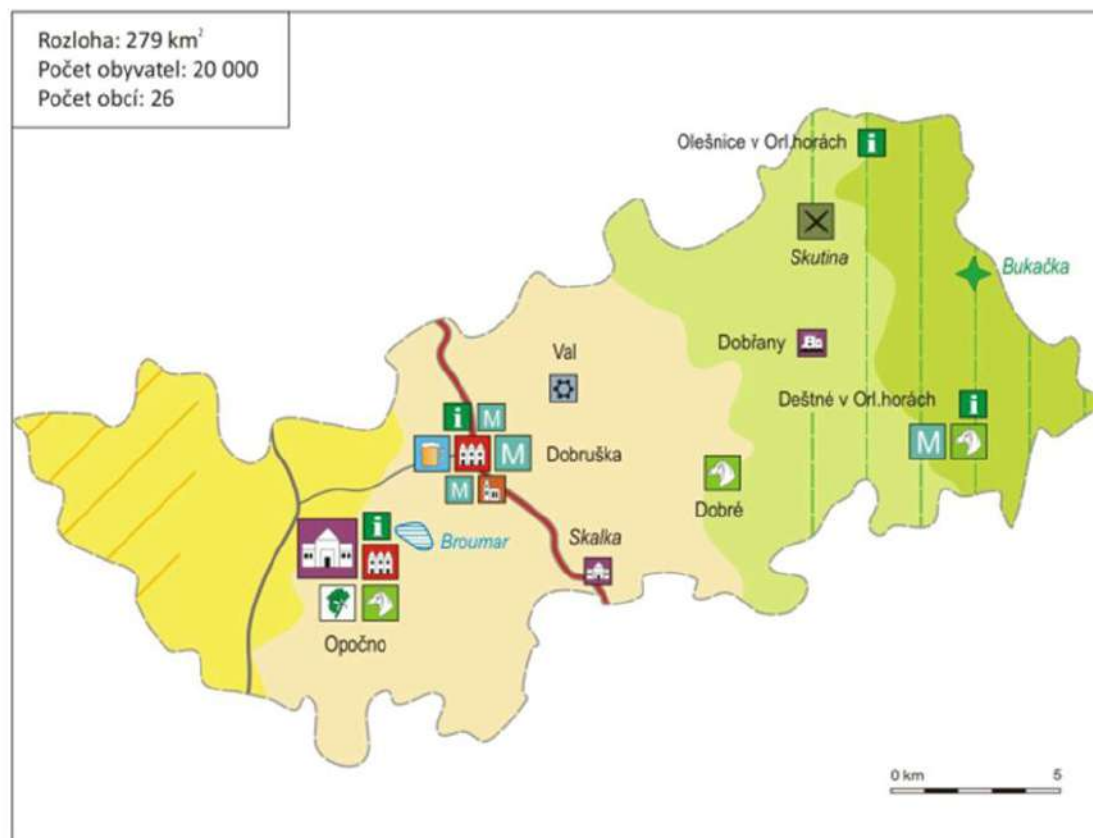 Rozloha: 279 km²
Počet obyvatel: 20 000
Počet obcí: 26
Olešnice v Orl.horách
i
Skutina
Bukačka
Dobřany
Val
Deštné v Orl.horách
i
M
i
M
Dobruška
M
M
Dobré
i
Broumar
Skalka
Opočno
0 km
5